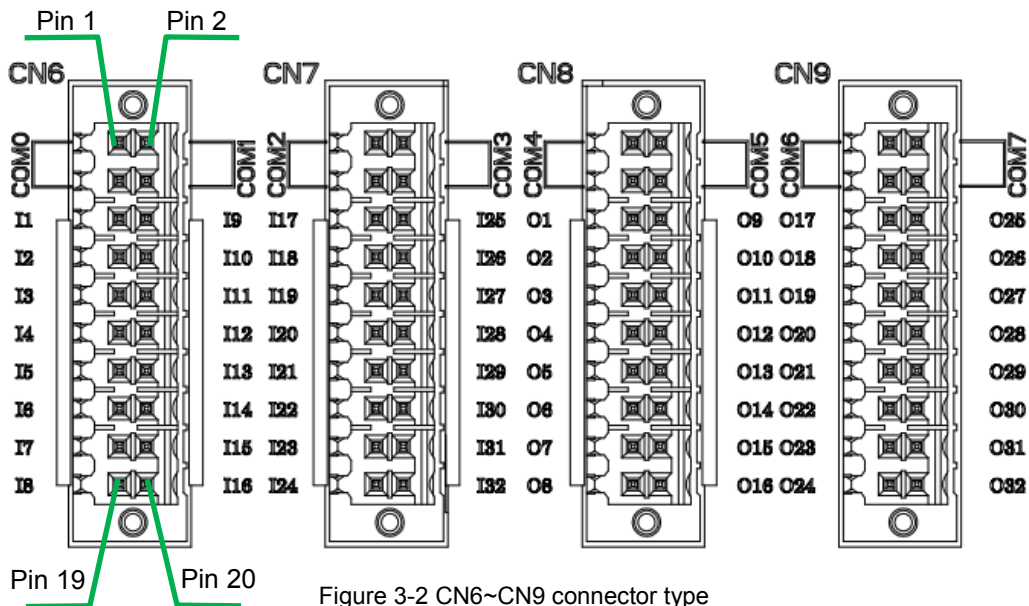 Pin 1 Pin 2
CN6 CN7 CN8 CN9
COM0 COM1 COM2 COM3 COM4 COM5 COM6 COM7
I1 I9 I17 I25 O1 O9 O17 O25
I2 I10 I18 I26 O2 O10 O18 O26
I3 I11 I19 I27 O3 O11 O19 O27
I4 I12 I20 I28 O4 O12 O20 O28
I5 I13 I21 I29 O5 O13 O21 O29
I6 I14 I22 I30 O6 O14 O22 O30
I7 I15 I23 I31 O7 O15 O23 O31
I8 I16 I24 I32 O8 O16 O24 O32
Pin 19 Pin 20
Figure 3-2 CN6~CN9 connector type